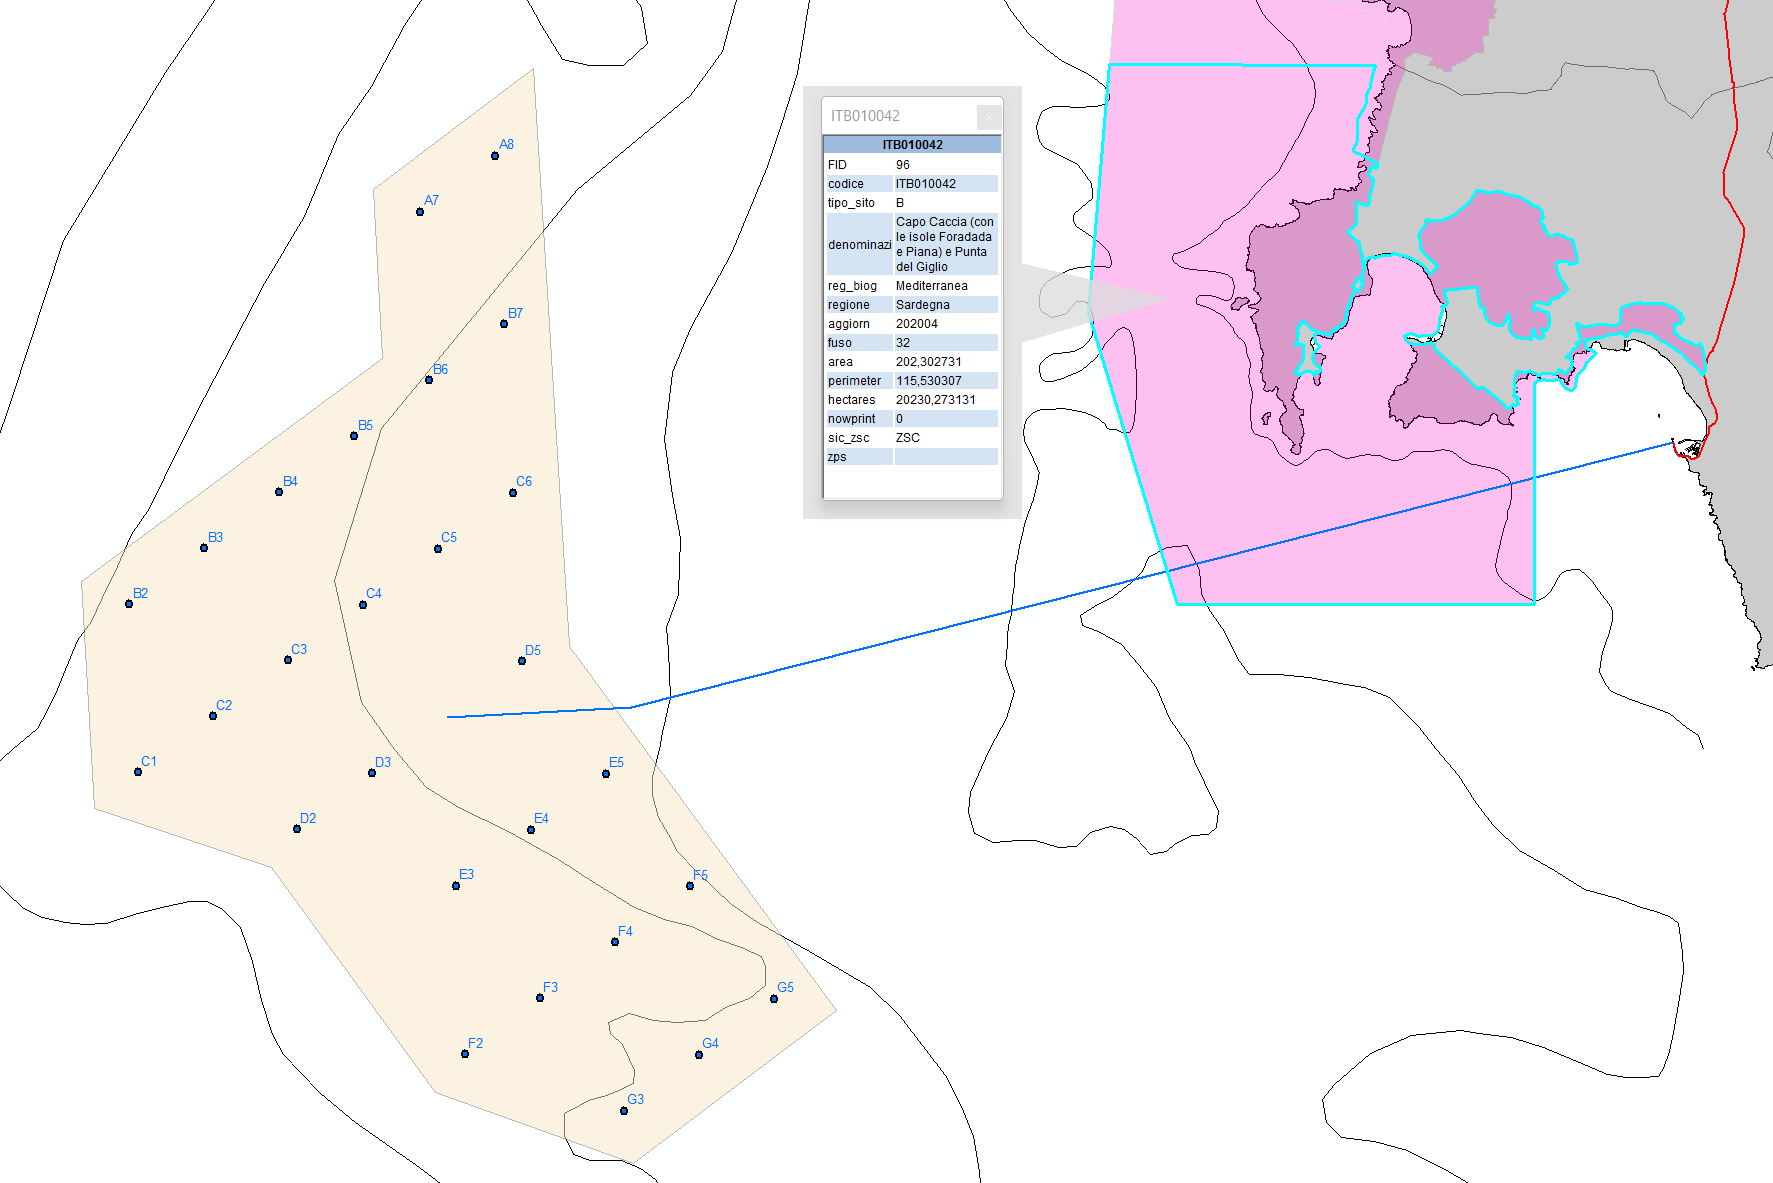 A8
A7
B7
B6
B5
B4
C6
B3
C5
B2
C4
C3
D5
C2
C1
D3
E5
D2
E4
E3
F5
F4
F3
G5
F2
G4
G3
ITB010042
ITB010042
FID 96
codice ITB010042
tipo_sito B
denominazi Capo Caccia (con
le isole Foradada
e Piana) e Punta
del Giglio
reg_biog Mediterranea
regione Sardegna
aggiorn 202004
fuso 32
area 202,302731
perimeter 115,530307
hectares 20230,273131
nowprint 0
sic_zsc ZSC
zps